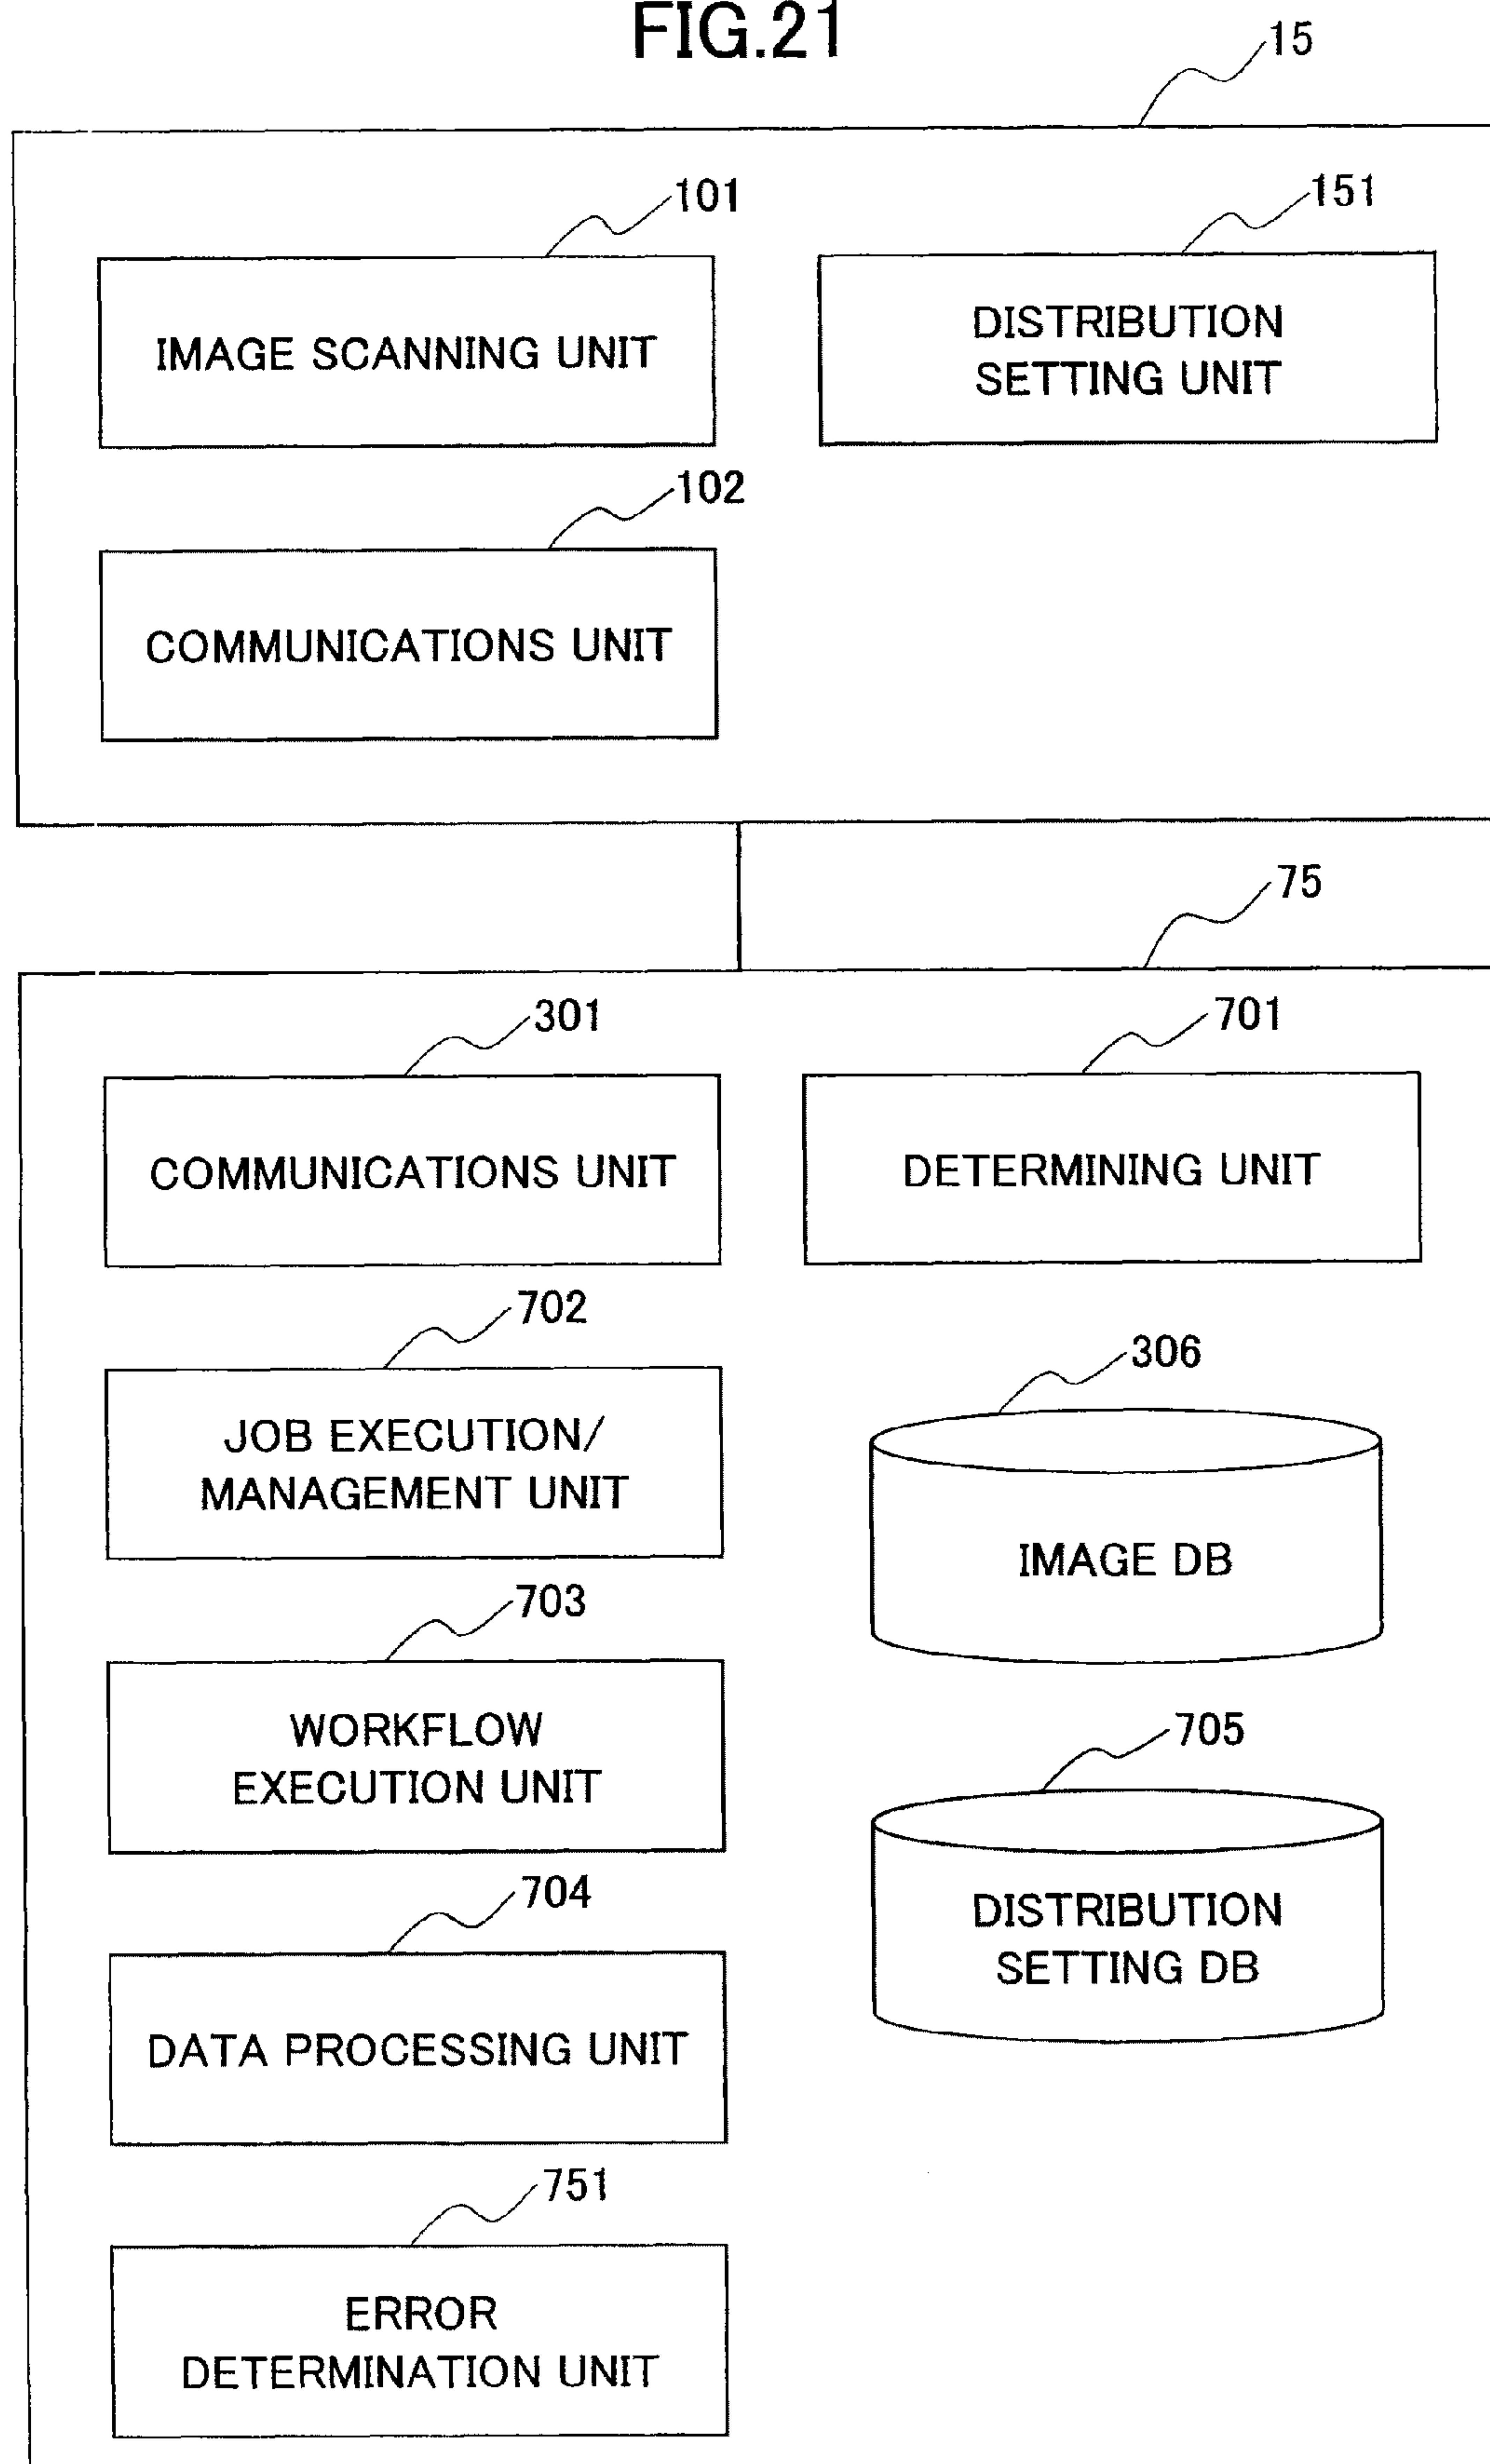 FIG.21
15
101
151
IMAGE SCANNING UNIT
DISTRIBUTION
SETTING UNIT
102
COMMUNICATIONS UNIT
75
301
701
COMMUNICATIONS UNIT
DETERMINING UNIT
702
306
JOB EXECUTION/
MANAGEMENT UNIT
IMAGE DB
703
705
WORKFLOW
EXECUTION UNIT
704
DISTRIBUTION
SETTING DB
DATA PROCESSING UNIT
751
ERROR
DETERMINATION UNIT